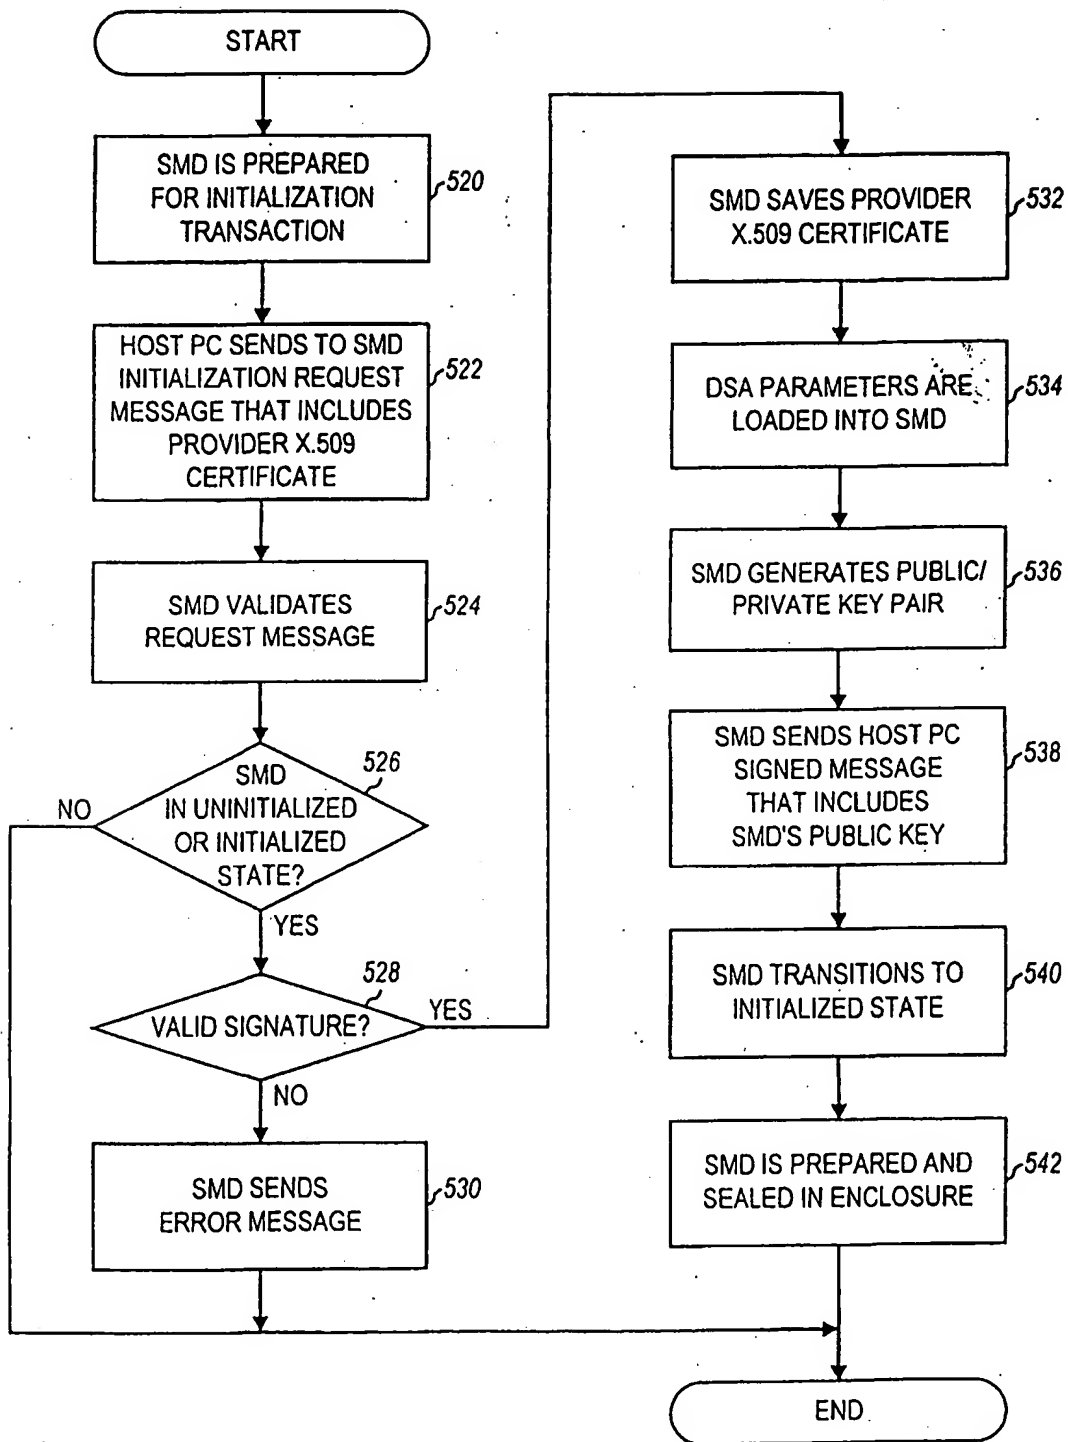 START
SMD IS PREPARED
FOR INITIALIZATION
TRANSACTION
520
HOST PC SENDS TO SMD
INITIALIZATION REQUEST
MESSAGE THAT INCLUDES
PROVIDER X.509
CERTIFICATE
522
SMD VALIDATES
REQUEST MESSAGE
524
SMD
IN UNINITIALIZED
OR INITIALIZED
STATE?
526
NO
YES
VALID SIGNATURE?
528
YES
NO
SMD SENDS
ERROR MESSAGE
530
SMD SAVES PROVIDER
X.509 CERTIFICATE
532
DSA PARAMETERS ARE
LOADED INTO SMD
534
SMD GENERATES PUBLIC/
PRIVATE KEY PAIR
536
SMD SENDS HOST PC
SIGNED MESSAGE
THAT INCLUDES
SMD'S PUBLIC KEY
538
SMD TRANSITIONS TO
INITIALIZED STATE
540
SMD IS PREPARED AND
SEALED IN ENCLOSURE
542
END